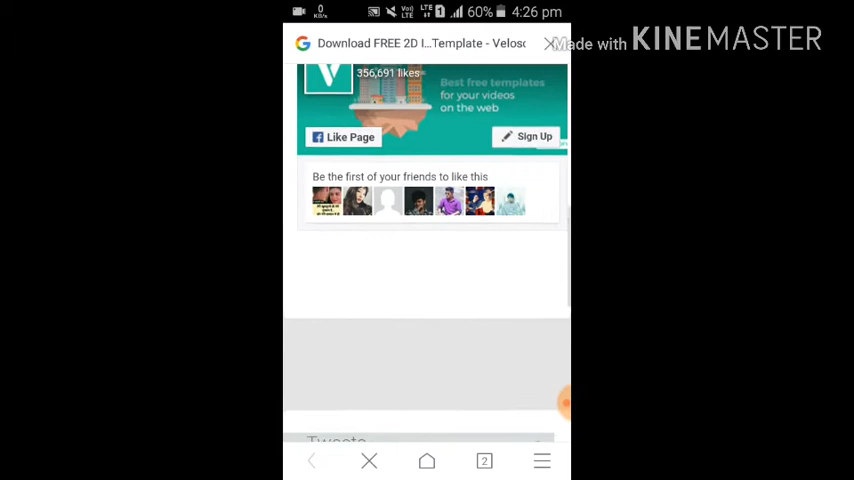 0
KB/s
Vo))
LTE
LTE
1
60%
4:26 pm
Download FREE 2D I...Template - Velosc
Made with KINEMASTER
356,691 likes
Best free templates
for your videos
on the web
Like Page
Sign Up
Be the first of your friends to like this
Tweets
2